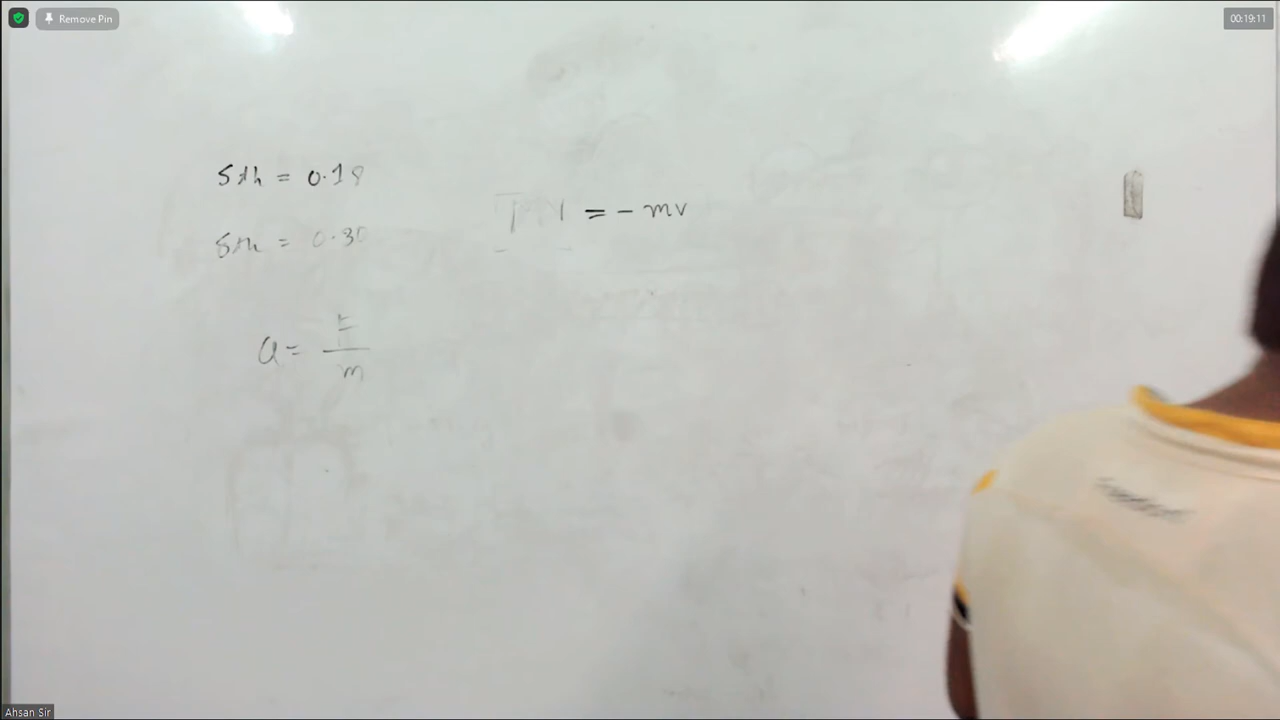 Remove Pin
00:19:11
5th = 0.18
8th = 0.30
= - mv
a = F/m
Ahsan Sir